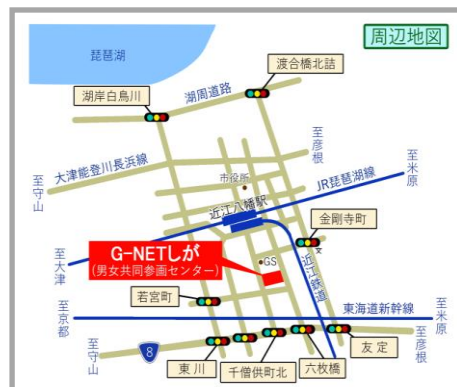 周辺地図
琵琶湖
渡合橋北詰
湖岸白鳥川
湖周道路
至彦根
大津能登川長浜線
至守山
市役所
JR琵琶湖線
至米原
近江八幡駅
金剛寺町
文
G-NETしが
(男女共同参画センター)
GS
近江鉄道
至大津
若宮町
東海道新幹線
至京都
至米原
8
至守山
東川
千僧供町北
六枚橋
友定
至彦根